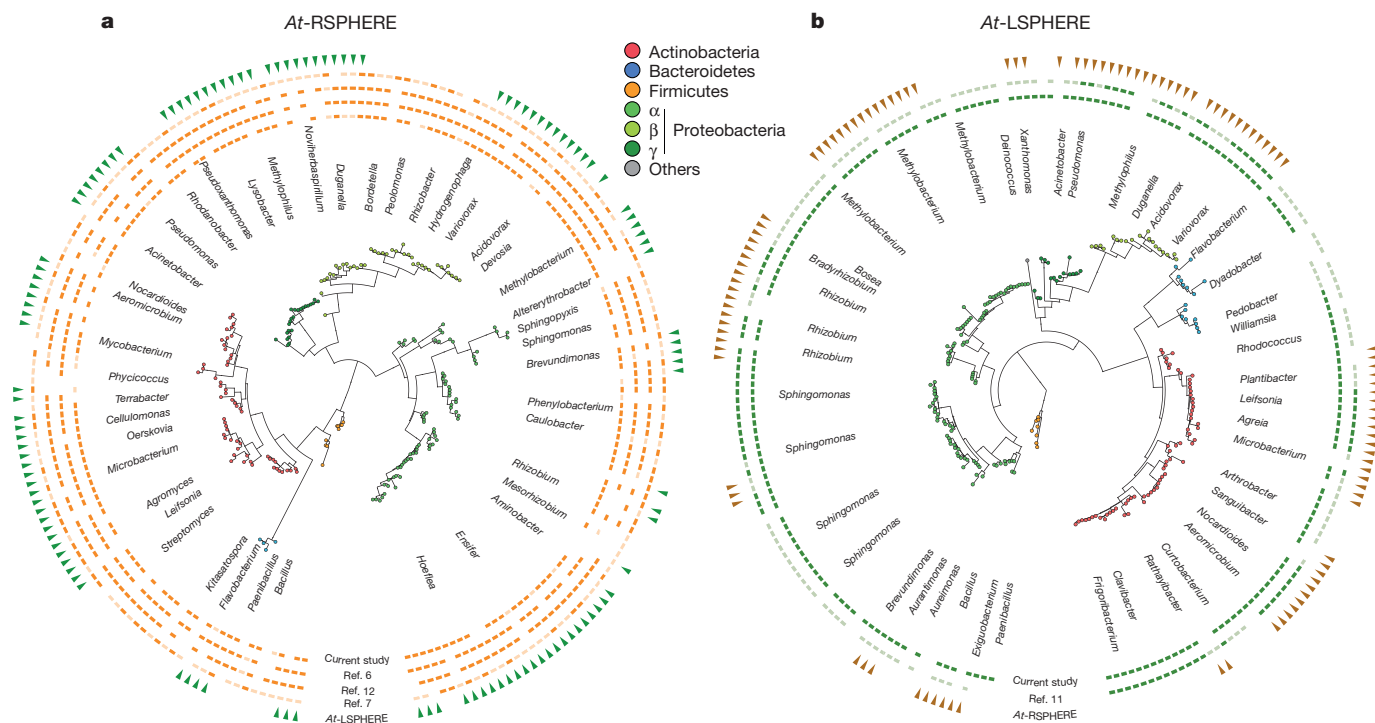 a
At-RSPHERE
b
At-LSPHERE
Actinobacteria
Bacteroidetes
Firmicutes
α
β
γ
Proteobacteria
Others
Noviherbaspirillum
Duganella
Bordetella
Peolomonas
Rhizobacter
Hydrogenophaga
Variovorax
Acidovorax
Devosia
Methylobacterium
Altererythrobacter
Sphingopyxis
Sphingomonas
Brevundimonas
Phenylobacterium
Caulobacter
Rhizobium
Mesorhizobium
Aminobacter
Ensifer
Hoeflea
Bacillus
Paenibacillus
Flavobacterium
Kitasatospora
Streptomyces
Leifsonia
Agromyces
Microbacterium
Oerskovia
Cellulomonas
Terrabacter
Phycicoccus
Mycobacterium
Aeromicrobium
Nocardioides
Acinetobacter
Pseudomonas
Rhodanobacter
Pseudoxanthomonas
Lysobacter
Methylophilus
Current study
Ref. 6
Ref. 12
Ref. 7
At-LSPHERE
Methylobacterium
Deinococcus
Xanthomonas
Acinetobacter
Pseudomonas
Methylophilus
Duganella
Acidovorax
Variovorax
Flavobacterium
Dyadobacter
Pedobacter
Williamsia
Rhodococcus
Plantibacter
Leifsonia
Agreia
Microbacterium
Arthrobacter
Sanguibacter
Nocardioides
Aeromicrobium
Curtobacterium
Rathayibacter
Clavibacter
Frigoribacterium
Paenibacillus
Exiguobacterium
Bacillus
Aureimonas
Aurantimonas
Brevundimonas
Sphingomonas
Sphingomonas
Sphingomonas
Sphingomonas
Rhizobium
Rhizobium
Rhizobium
Bradyrhizobium
Bosea
Methylobacterium
Methylobacterium
Current study
Ref. 11
At-RSPHERE